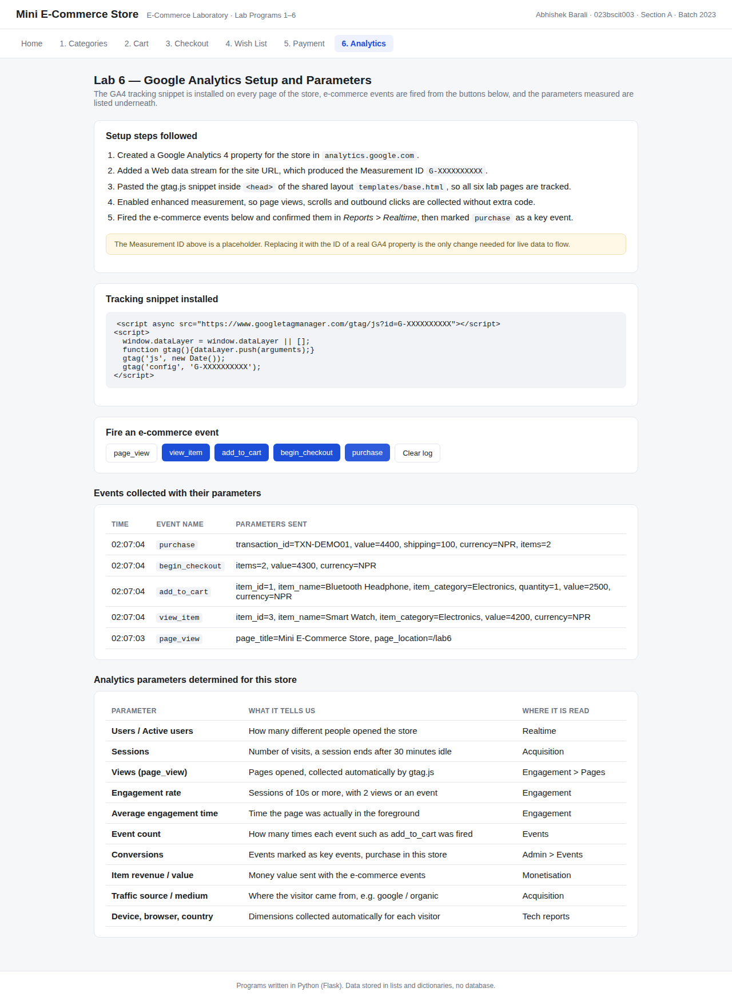 Mini E-Commerce Store E-Commerce Laboratory · Lab Programs 1–6 Abhishek Barali · 023bscit003 · Section A · Batch 2023
Home 1. Categories 2. Cart 3. Checkout 4. Wish List 5. Payment 6. Analytics
Lab 6 — Google Analytics Setup and Parameters
The GA4 tracking snippet is installed on every page of the store, e-commerce events are fired from the buttons below, and the parameters measured are
listed underneath.
Setup steps followed
1. Created a Google Analytics 4 property for the store in analytics.google.com.
2. Added a Web data stream for the site URL, which produced the Measurement ID G-XXXXXXXXXX.
3. Pasted the gtag.js snippet inside <head> of the shared layout templates/base.html, so all six lab pages are tracked.
4. Enabled enhanced measurement, so page views, scrolls and outbound clicks are collected without extra code.
5. Fired the e-commerce events below and confirmed them in Reports > Realtime, then marked purchase as a key event.
The Measurement ID above is a placeholder. Replacing it with the ID of a real GA4 property is the only change needed for live data to flow.
Tracking snippet installed
<script async src="https://www.googletagmanager.com/gtag/js?id=G-XXXXXXXXXX"></script>
<script>
  window.dataLayer = window.dataLayer || [];
  function gtag(){dataLayer.push(arguments);}
  gtag('js', new Date());
  gtag('config', 'G-XXXXXXXXXX');
</script>
Fire an e-commerce event
page_view view_item add_to_cart begin_checkout purchase Clear log
Events collected with their parameters
TIME EVENT NAME PARAMETERS SENT
02:07:04 purchase transaction_id=TXN-DEMO01, value=4400, shipping=100, currency=NPR, items=2
02:07:04 begin_checkout items=2, value=4300, currency=NPR
02:07:04 add_to_cart item_id=1, item_name=Bluetooth Headphone, item_category=Electronics, quantity=1, value=2500,
currency=NPR
02:07:04 view_item item_id=3, item_name=Smart Watch, item_category=Electronics, value=4200, currency=NPR
02:07:03 page_view page_title=Mini E-Commerce Store, page_location=/lab6
Analytics parameters determined for this store
PARAMETER WHAT IT TELLS US WHERE IT IS READ
Users / Active users How many different people opened the store Realtime
Sessions Number of visits, a session ends after 30 minutes idle Acquisition
Views (page_view) Pages opened, collected automatically by gtag.js Engagement > Pages
Engagement rate Sessions of 10s or more, with 2 views or an event Engagement
Average engagement time Time the page was actually in the foreground Engagement
Event count How many times each event such as add_to_cart was fired Events
Conversions Events marked as key events, purchase in this store Admin > Events
Item revenue / value Money value sent with the e-commerce events Monetisation
Traffic source / medium Where the visitor came from, e.g. google / organic Acquisition
Device, browser, country Dimensions collected automatically for each visitor Tech reports
Programs written in Python (Flask). Data stored in lists and dictionaries, no database.